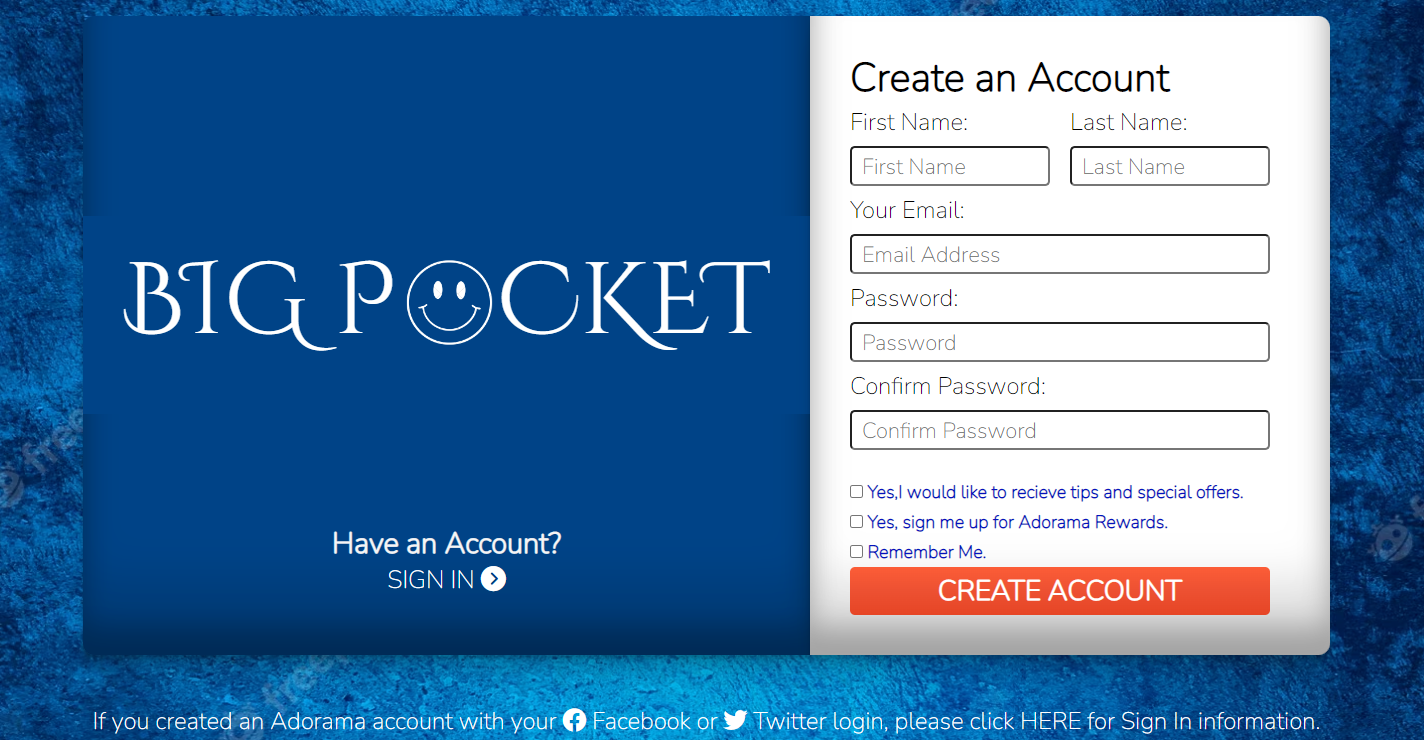 BIG POCKET
Have an Account?
SIGN IN
Create an Account
First Name: Last Name:
First Name Last Name
Your Email:
Email Address
Password:
Password
Confirm Password:
Confirm Password
Yes,I would like to recieve tips and special offers.
Yes, sign me up for Adorama Rewards.
Remember Me.
CREATE ACCOUNT
If you created an Adorama account with your Facebook or Twitter login, please click HERE for Sign In information.